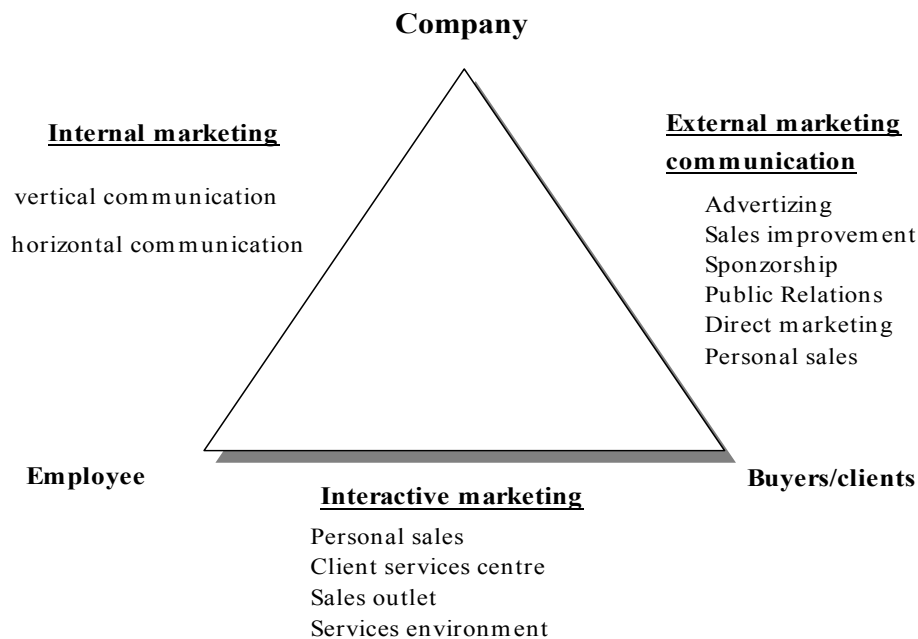 Company
Internal marketing
vertical communication
horizontal communication
External marketing
communication
Advertizing
Sales improvement
Sponzorship
Public Relations
Direct marketing
Personal sales
Employee
Buyers/clients
Interactive marketing
Personal sales
Client services centre
Sales outlet
Services environment